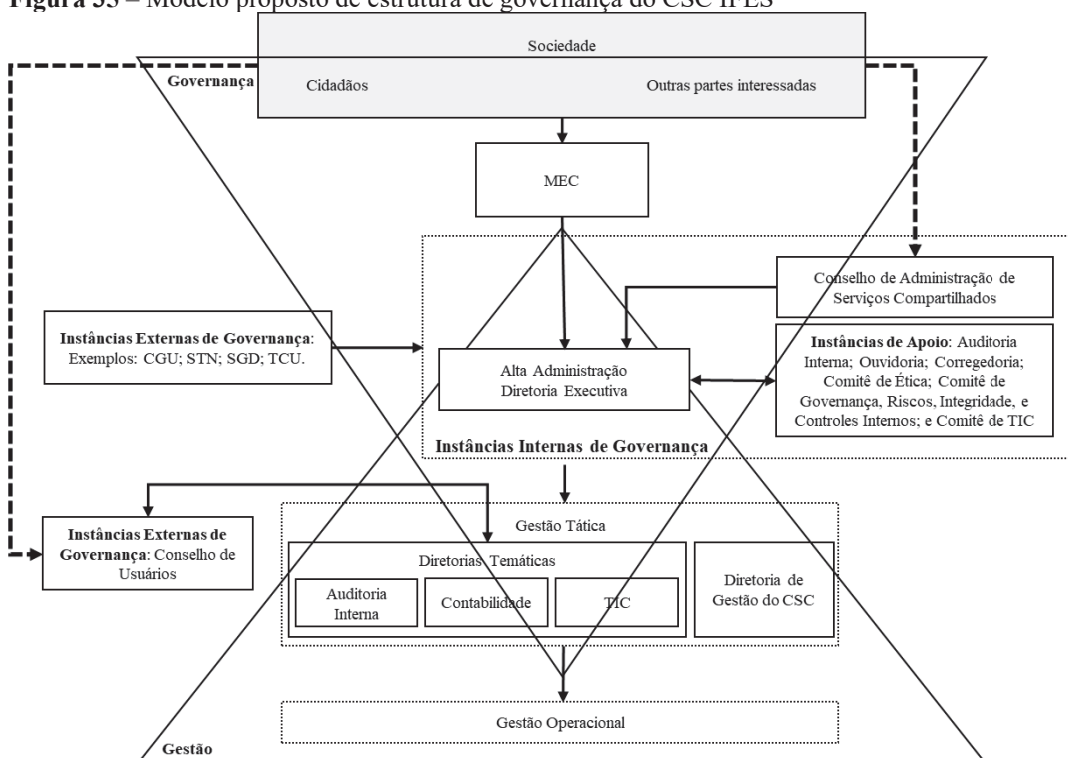 Figura 35 – Modelo proposto de estrutura de governança do CSC IFES
Sociedade
Governança
Cidadãos
Outras partes interessadas
MEC
Conselho de Administração de
Serviços Compartilhados
Instâncias Externas de Governança:
Exemplos: CGU; STN; SGD; TCU.
Alta Administração
Diretoria Executiva
Instâncias de Apoio: Auditoria
Interna; Ouvidoria; Corregedoria;
Comitê de Ética; Comitê de
Governança, Riscos, Integridade, e
Controles Internos; e Comitê de TIC
Instâncias Internas de Governança
Instâncias Externas de
Governança: Conselho de
Usuários
Gestão Tática
Diretorias Temáticas
Auditoria
Interna
Contabilidade
TIC
Diretoria de
Gestão do CSC
Gestão Operacional
Gestão